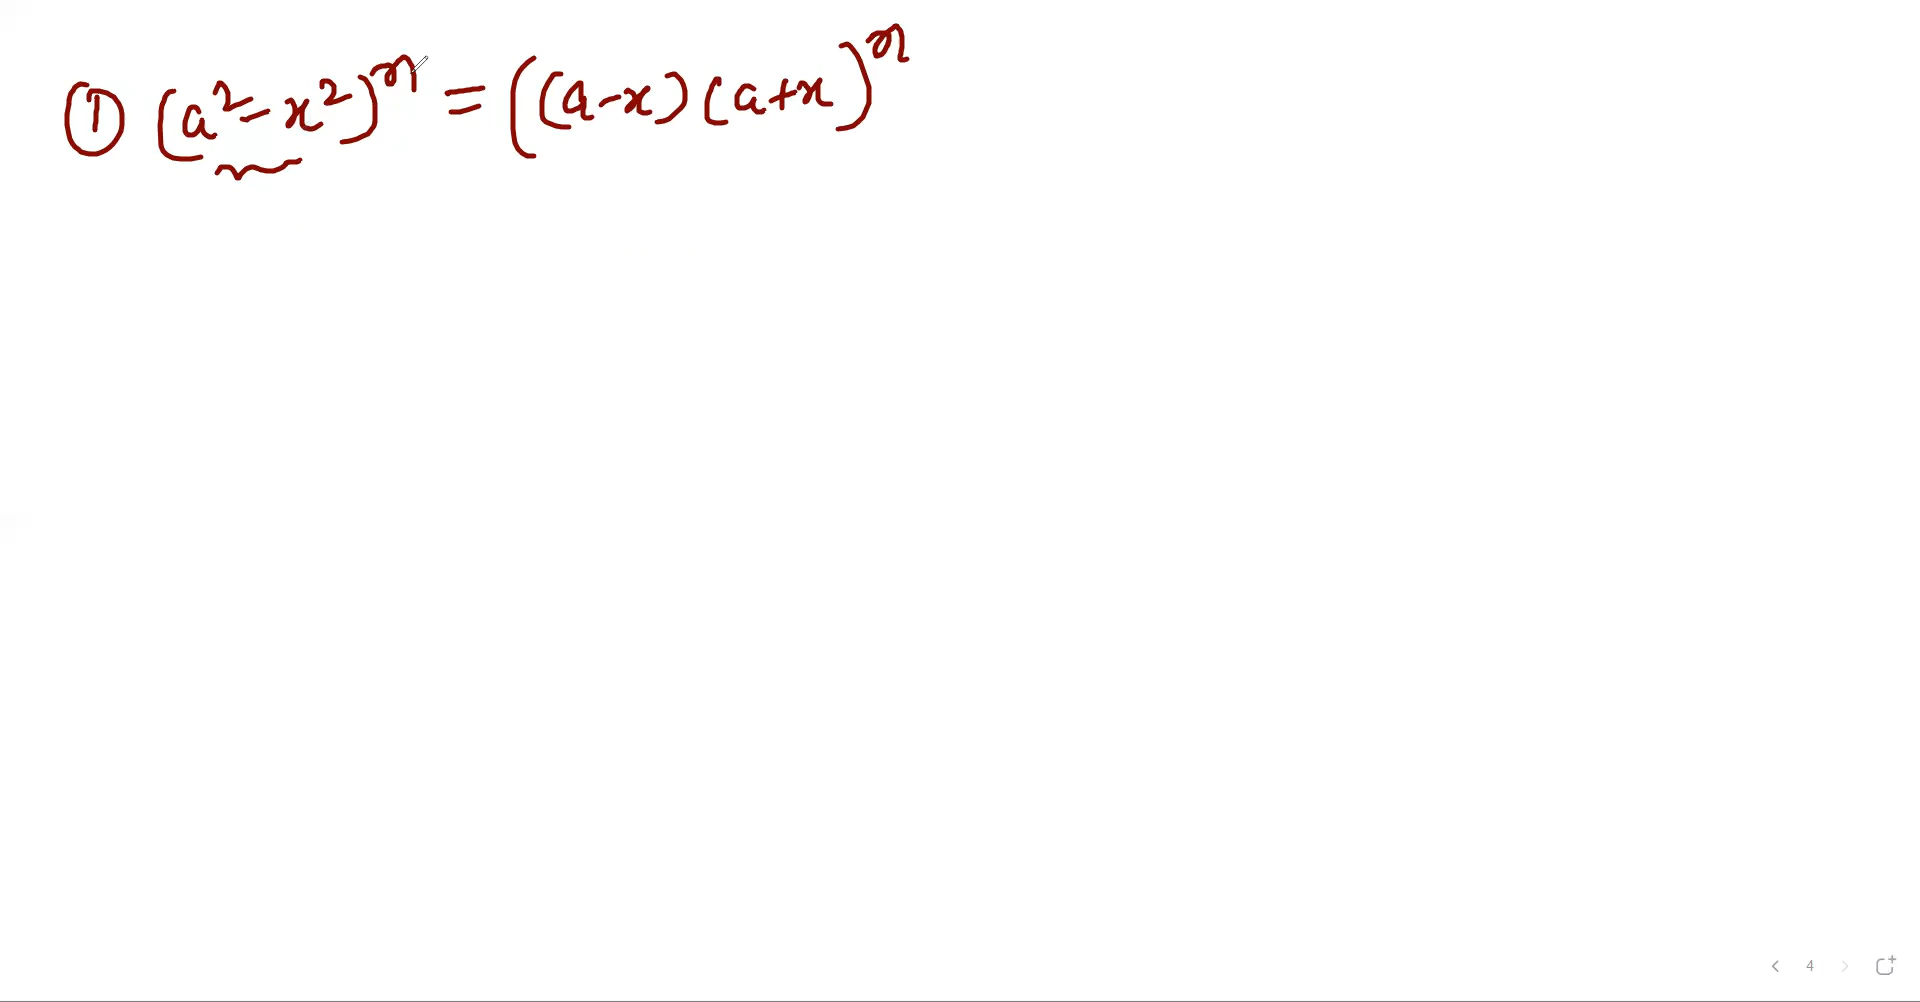 ① (a² - x²)ⁿ = ((a-x)(a+x))ⁿ
4